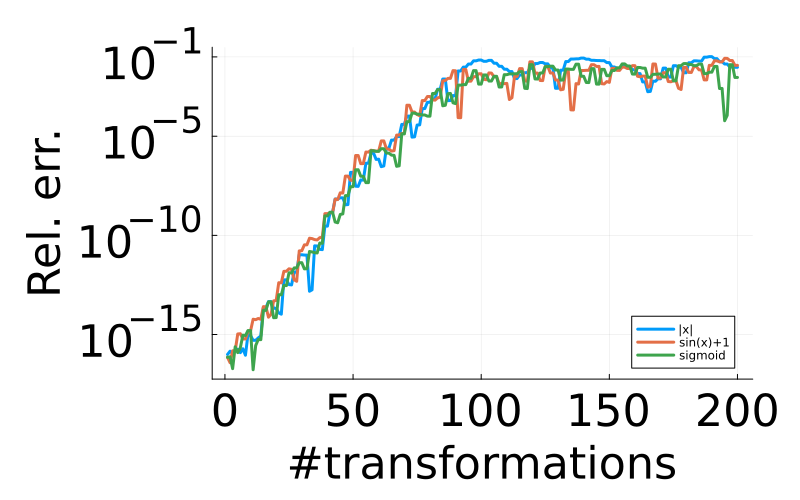 Rel. err.
10^−1
10^−5
10^−10
10^−15
0 50 100 150 200
#transformations
|x|
sin(x)+1
sigmoid